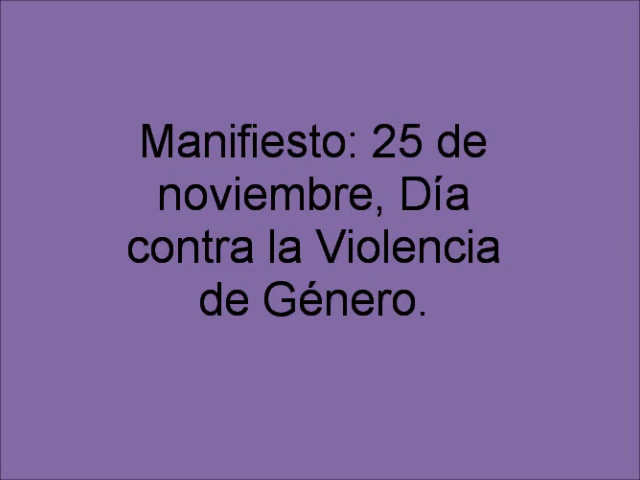 Manifiesto: 25 de
noviembre, Día
contra la Violencia
de Género.